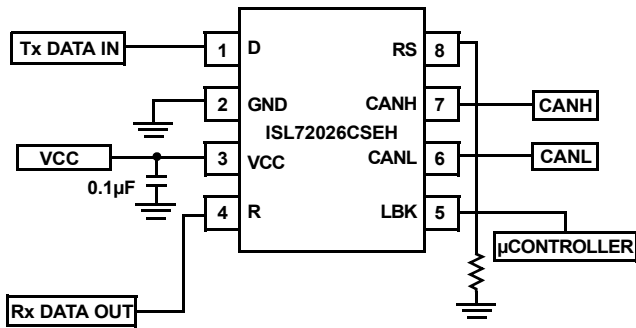 Tx DATA IN 1 D RS 8
2 GND CANH 7 CANH
ISL72026CSEH
VCC 3 VCC CANL 6 CANL
0.1µF
4 R LBK 5
µCONTROLLER
Rx DATA OUT